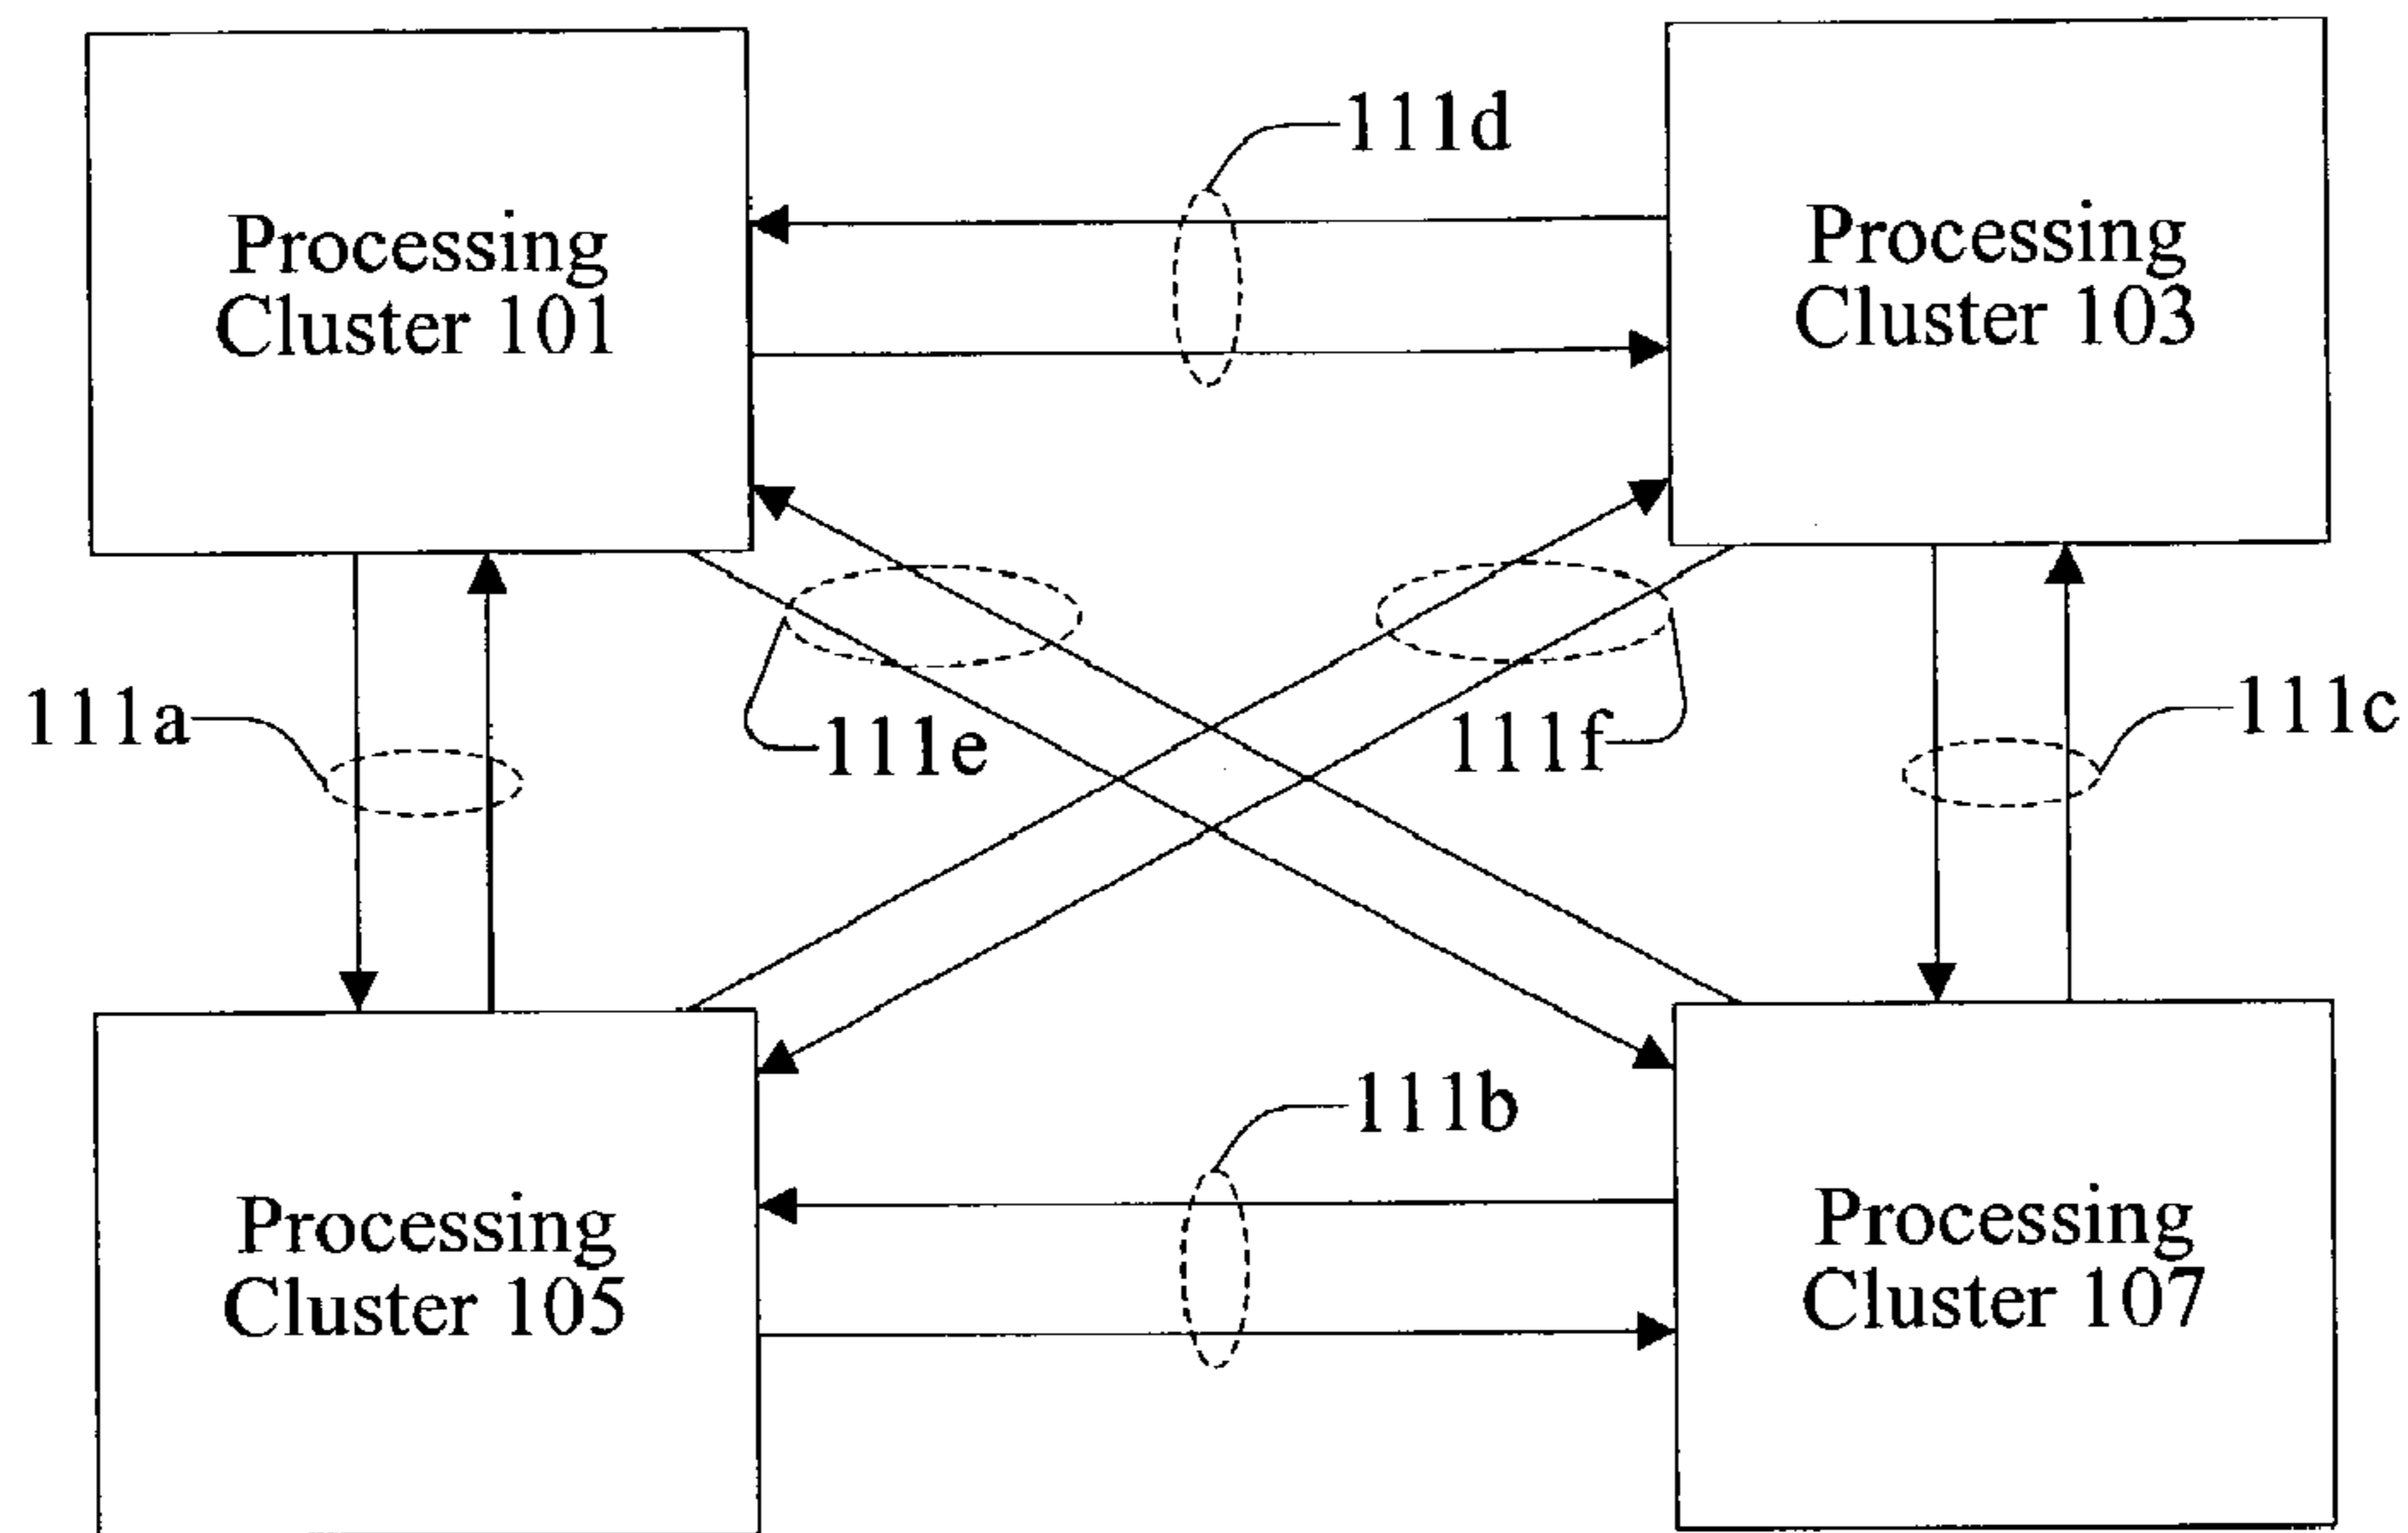 111d
Processing
Cluster 101
Processing
Cluster 103
111a
111e
111f
111c
111b
Processing
Cluster 105
Processing
Cluster 107